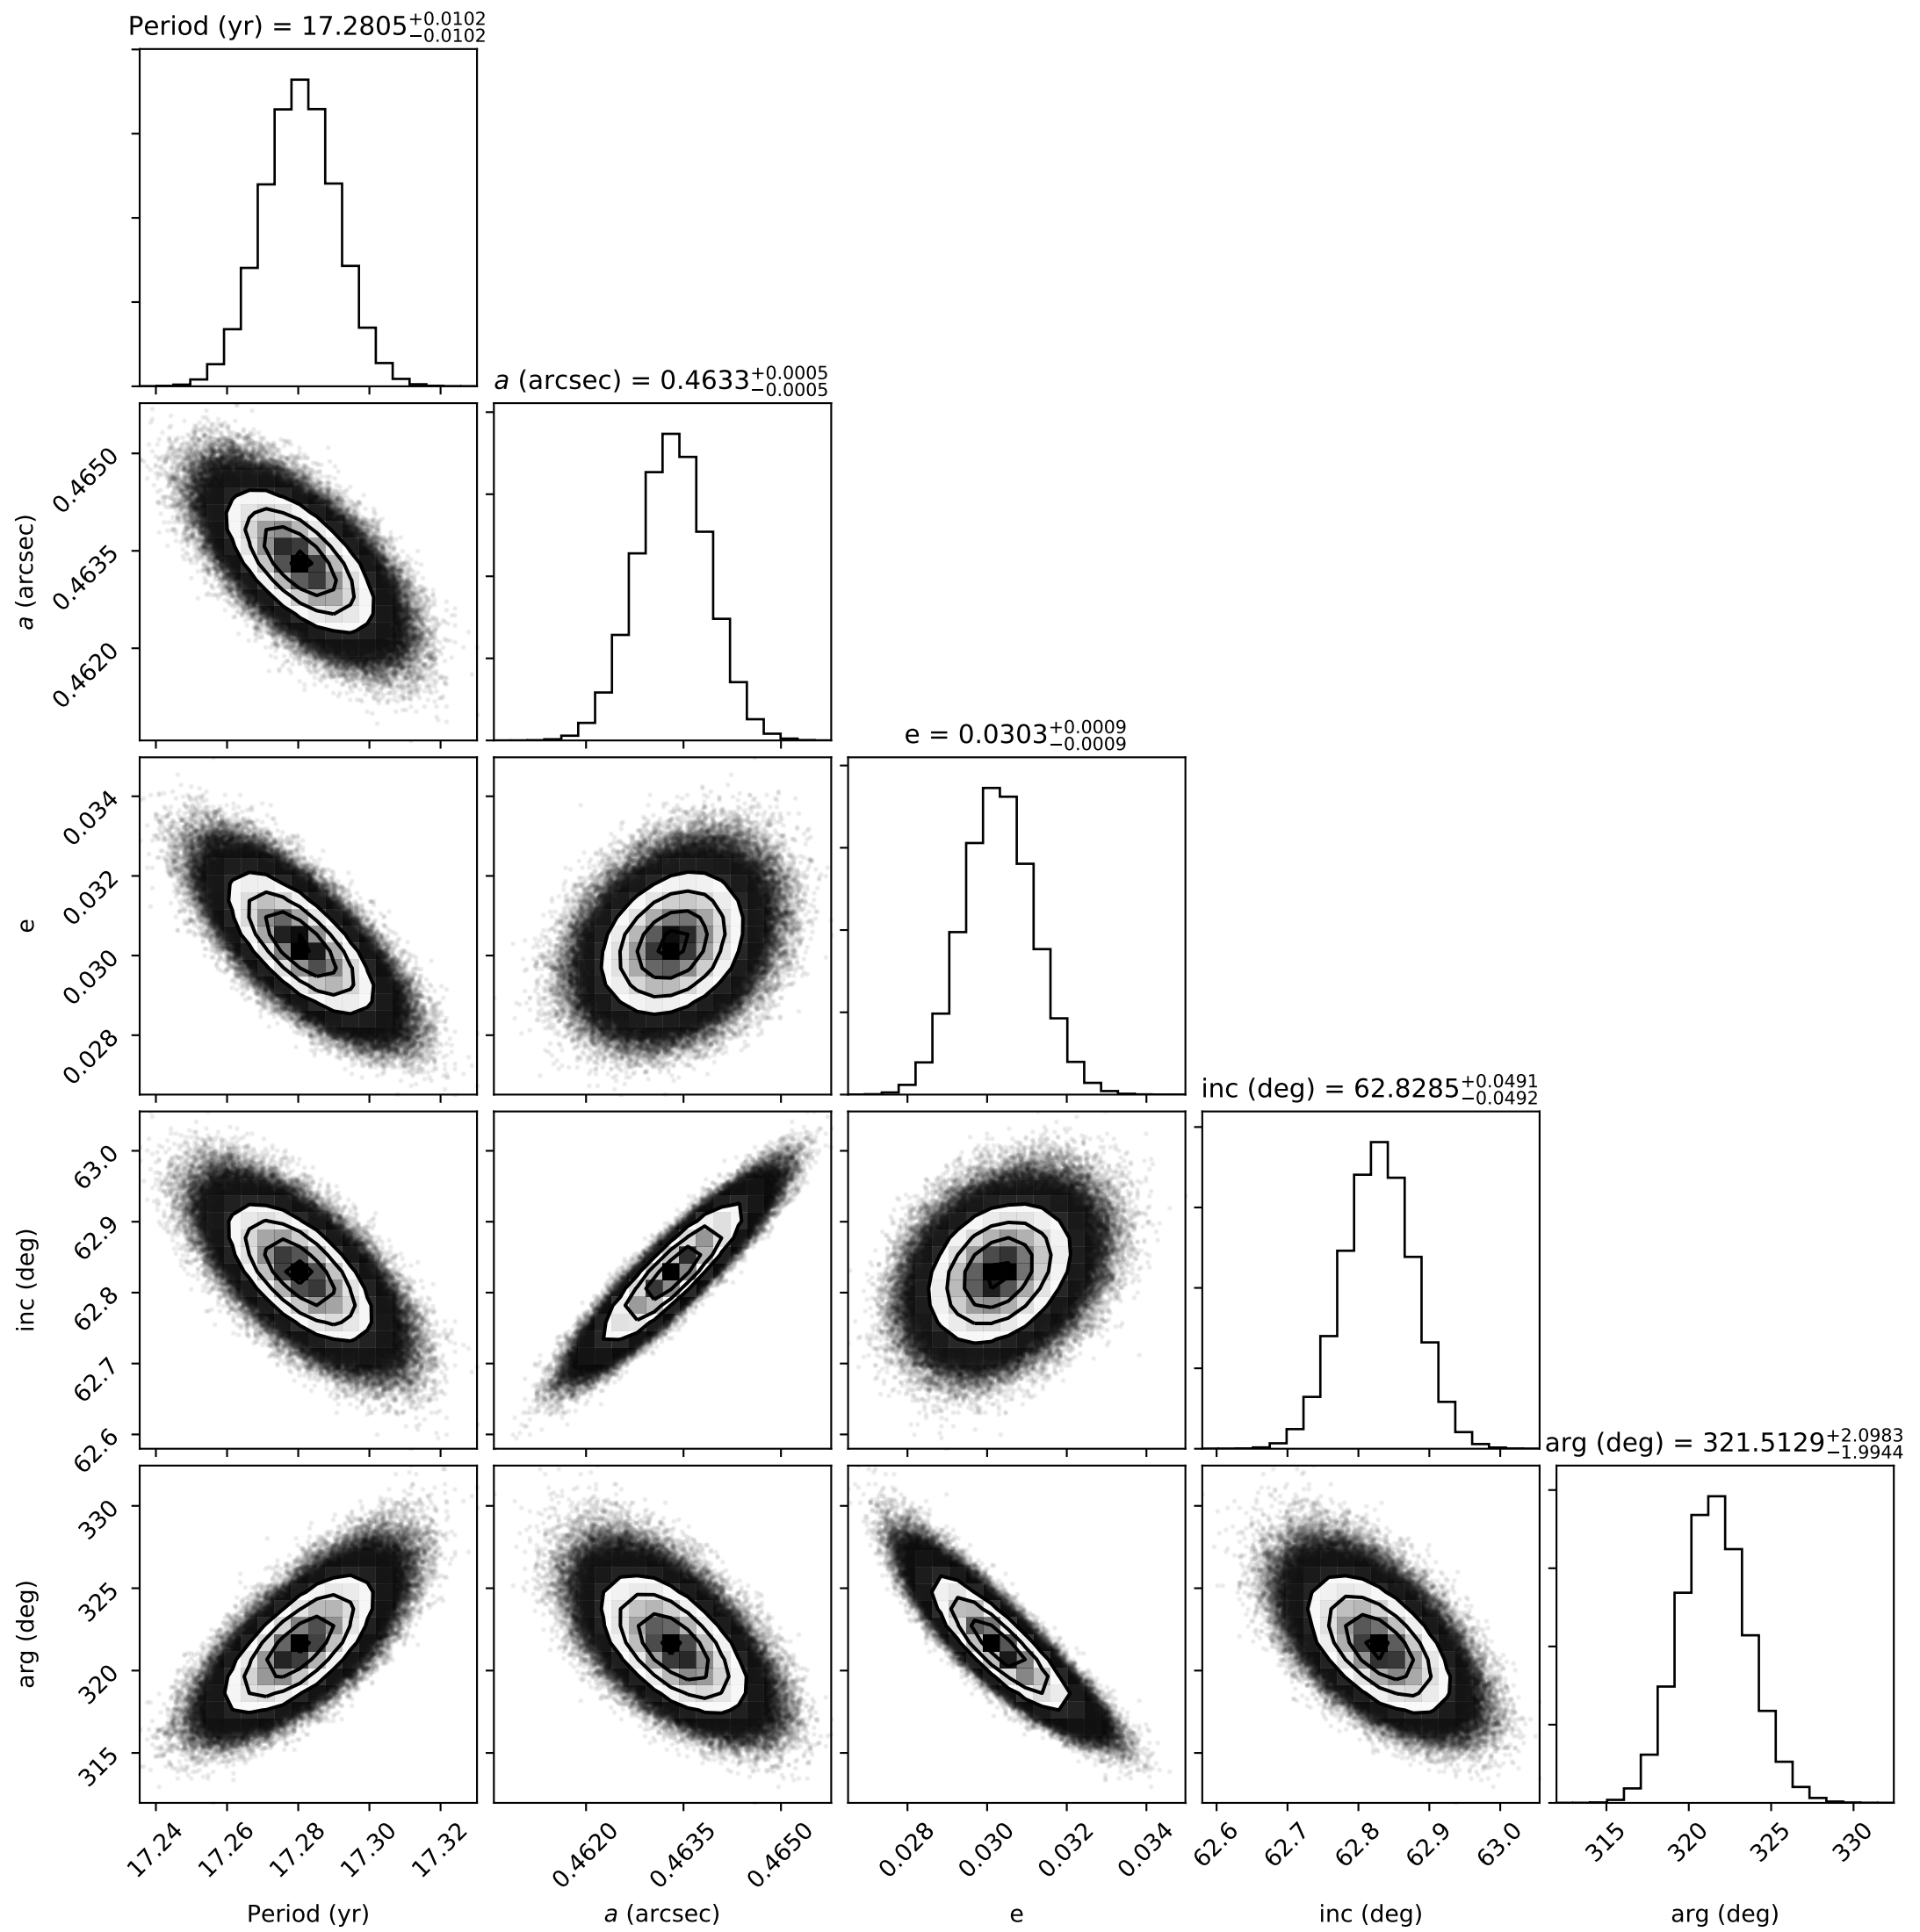 Period (yr) = 17.2805 +0.0102 −0.0102
a (arcsec) = 0.4633 +0.0005 −0.0005
0.4650
0.4635
0.4620
a (arcsec)
e = 0.0303 +0.0009 −0.0009
0.034
0.032
0.030
0.028
e
inc (deg) = 62.8285 +0.0491 −0.0492
63.0
62.9
62.8
62.7
62.6
inc (deg)
arg (deg) = 321.5129 +2.0983 −1.9944
330
325
320
315
arg (deg)
17.24 17.26 17.28 17.30 17.32 0.4620 0.4635 0.4650 0.028 0.030 0.032 0.034 62.6 62.7 62.8 62.9 63.0 315 320 325 330
Period (yr) a (arcsec) e inc (deg) arg (deg)